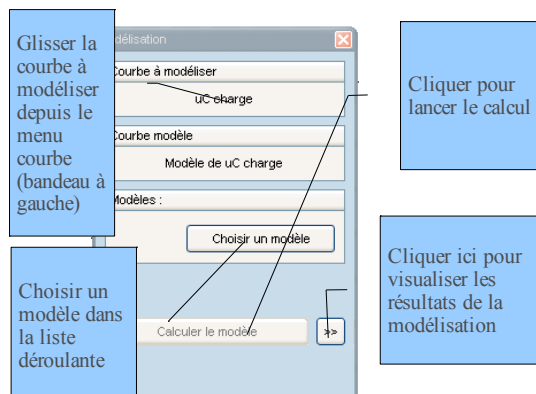 Glisser la
courbe à
modéliser
depuis le
menu
courbe
(bandeau à
gauche)
Choisir un
modèle dans
la liste
déroulante
délisation
Courbe à modéliser
uC charge
Courbe modèle
Modèle de uC charge
Modèles :
Choisir un modèle
Calculer le modèle
>>
Cliquer pour
lancer le calcul
Cliquer ici pour
visualiser les
résultats de la
modélisation